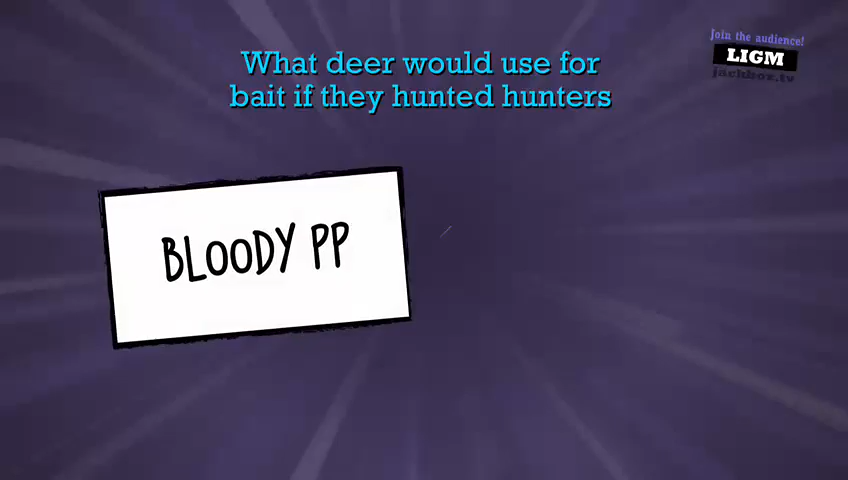 Join the audience!
LIGM
jackbox.tv
What deer would use for
bait if they hunted hunters
BLOODY PP